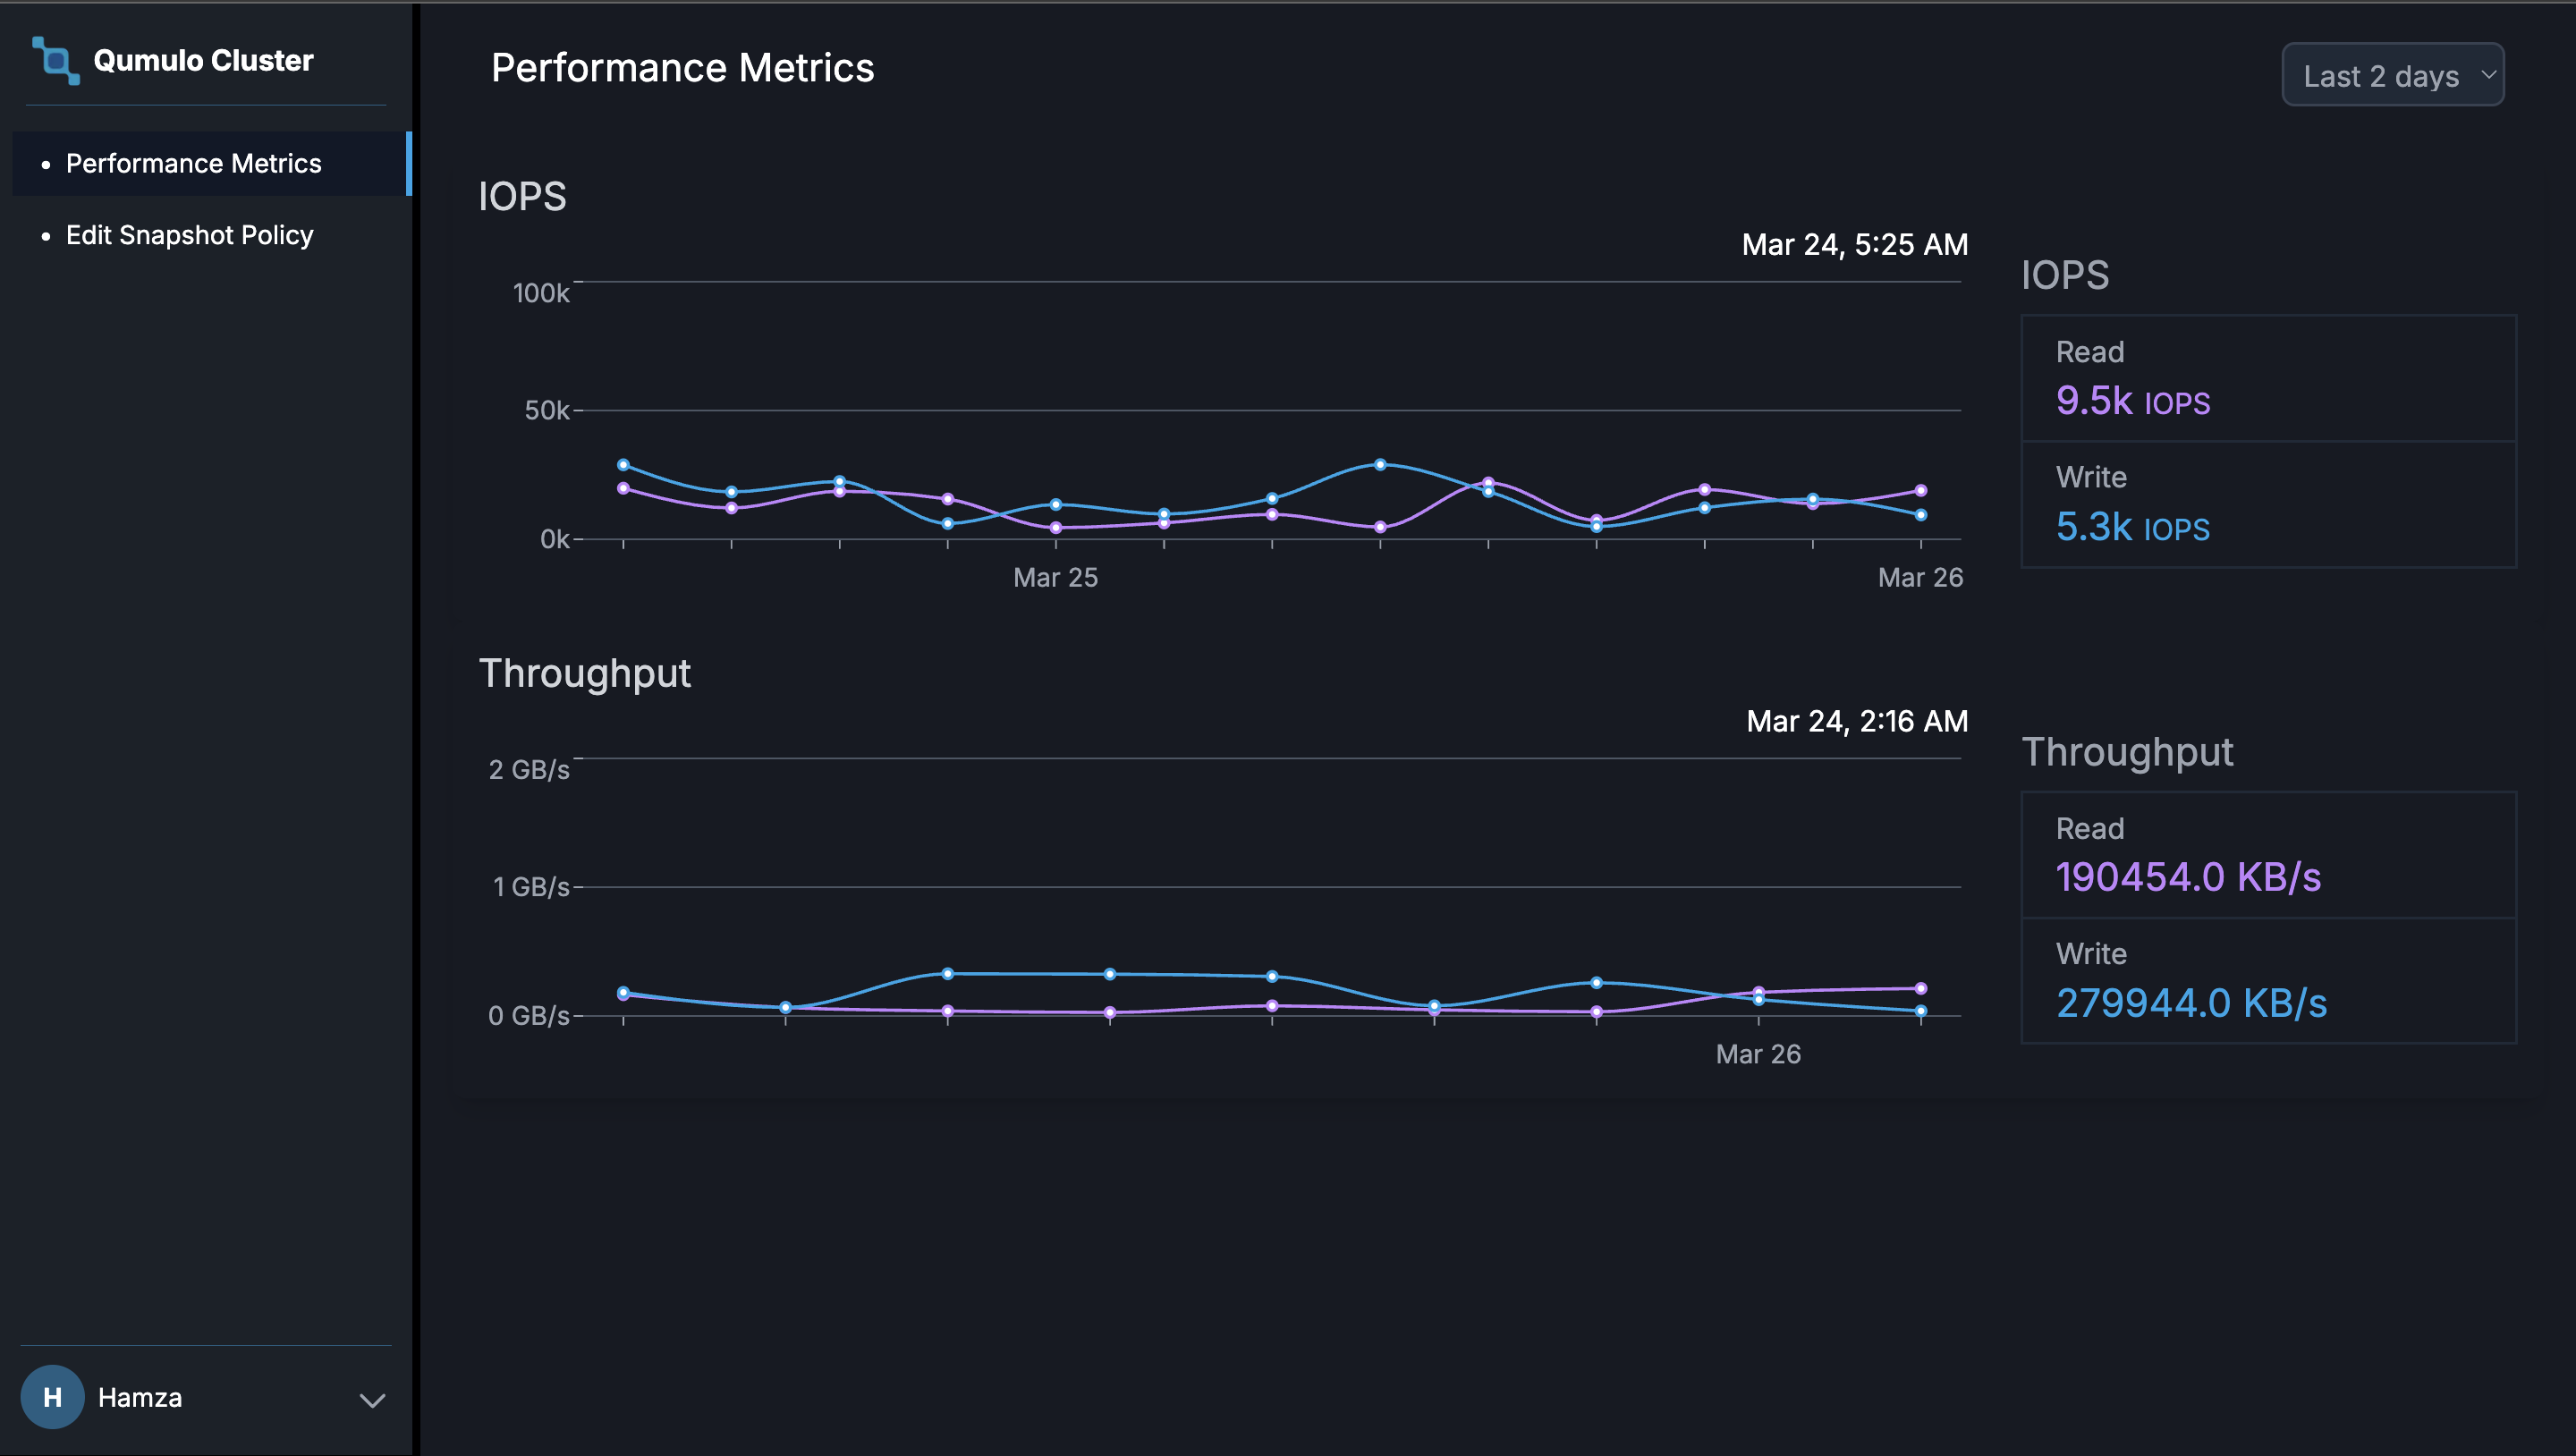 Qumulo Cluster
Performance Metrics
Edit Snapshot Policy
H
Hamza
Performance Metrics
Last 2 days
IOPS
Mar 24, 5:25 AM
100k
50k
0k
Mar 25
Mar 26
IOPS
Read
9.5k IOPS
Write
5.3k IOPS
Throughput
Mar 24, 2:16 AM
2 GB/s
1 GB/s
0 GB/s
Mar 26
Throughput
Read
190454.0 KB/s
Write
279944.0 KB/s